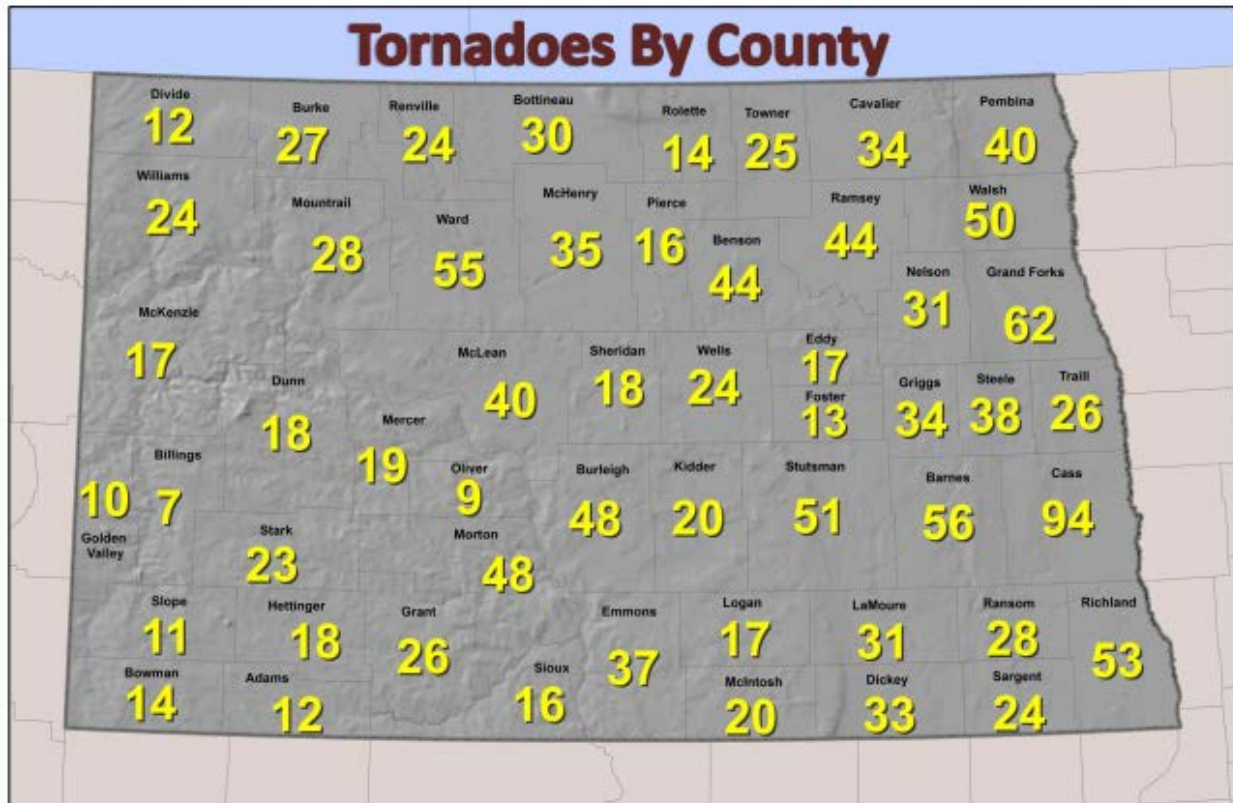 Tornadoes By County
Divide
12
Burke
27
Renville
24
Bottineau
30
Rolette
14
Towner
25
Cavalier
34
Pembina
40
Williams
24
Mountrail
28
Ward
55
McHenry
35
Pierce
16
Benson
44
Ramsey
44
Walsh
50
Nelson
31
Grand Forks
62
McKenzie
17
Dunn
18
Mercer
19
McLean
40
Sheridan
18
Wells
24
Eddy
17
Foster
13
Griggs
34
Steele
38
Traill
26
10
Golden
Valley
Billings
7
Stark
23
Oliver
9
Morton
48
Burleigh
48
Kidder
20
Stutsman
51
Barnes
56
Cass
94
Slope
11
Hettinger
18
Grant
26
Sioux
16
Emmons
37
Logan
17
LaMoure
31
Ransom
28
Richland
53
Bowman
14
Adams
12
McIntosh
20
Dickey
33
Sargent
24